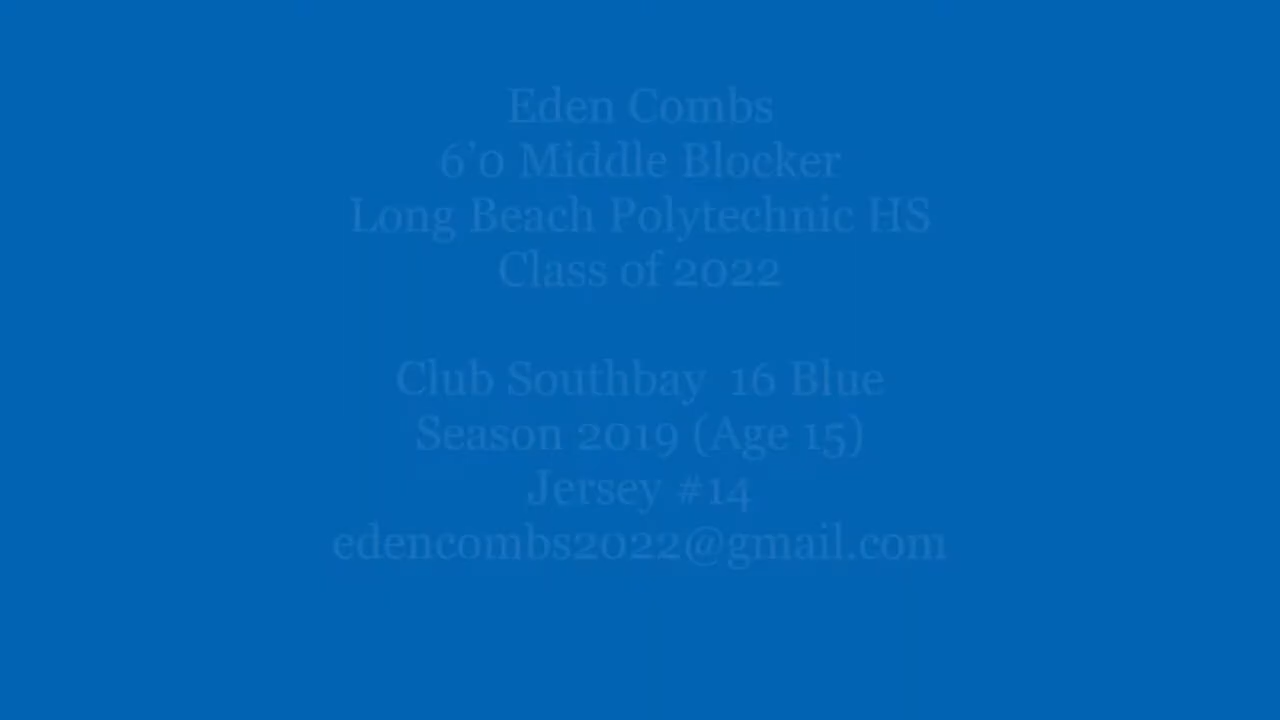 Eden Combs
6'0 Middle Blocker
Long Beach Polytechnic HS
Class of 2022
Club Southbay  16 Blue
Season 2019 (Age 15)
Jersey #14
edencombs2022@gmail.com